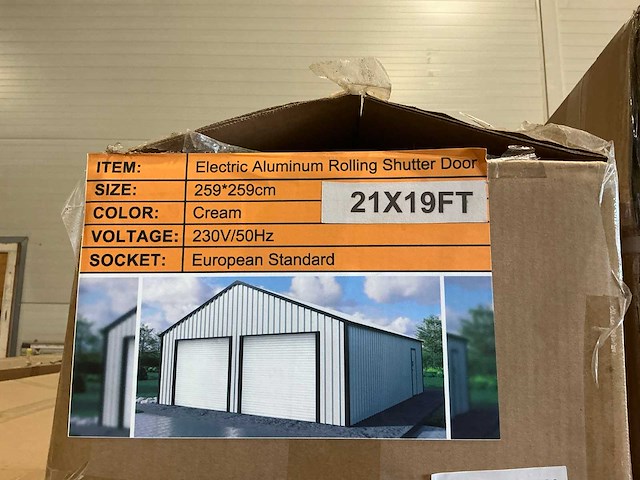 ITEM: Electric Aluminum Rolling Shutter Door
SIZE: 259*259cm
21X19FT
COLOR: Cream
VOLTAGE: 230V/50Hz
SOCKET: European Standard